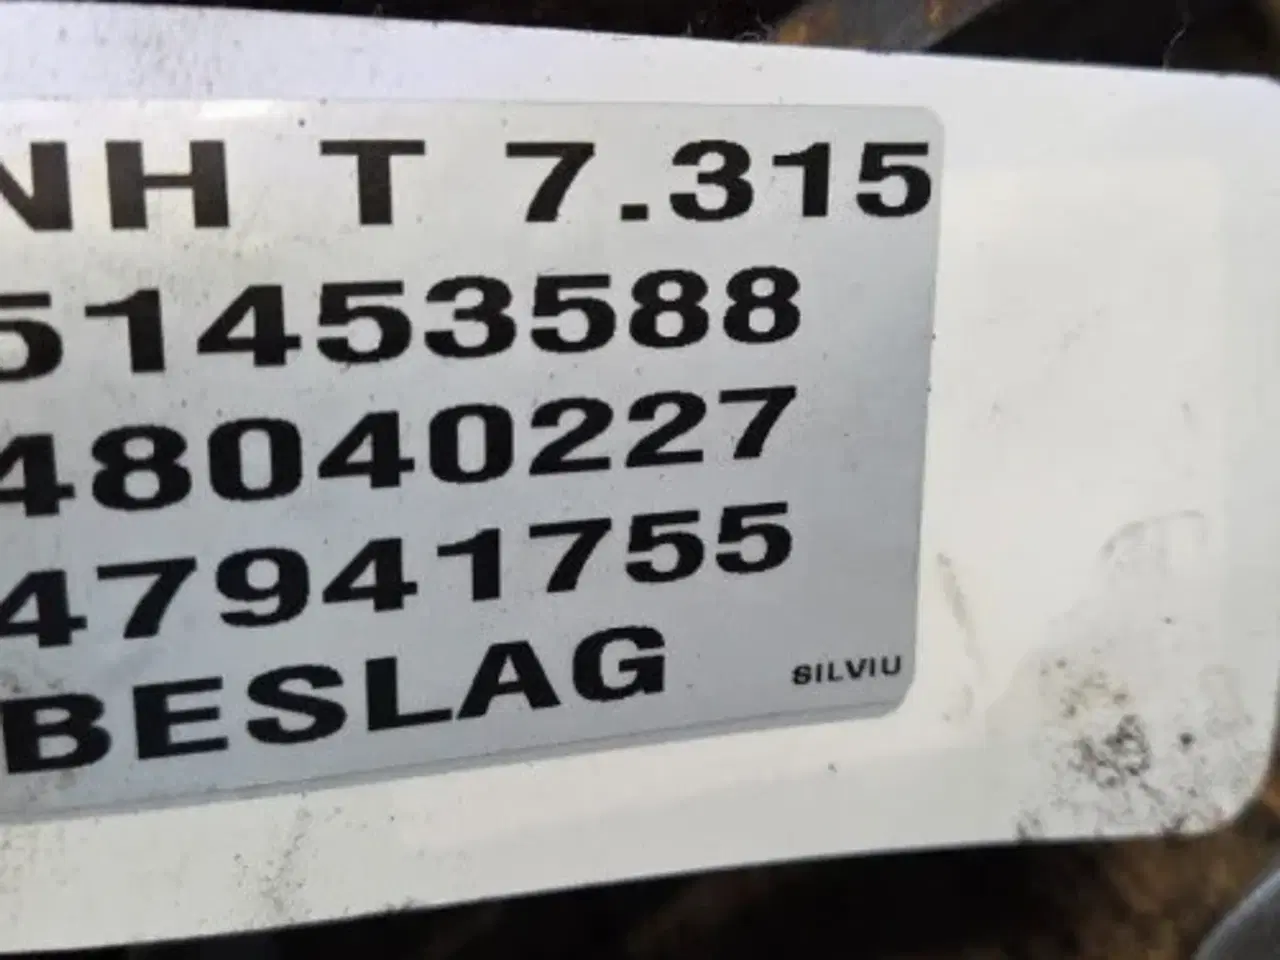 NH T 7.315
51453588
48040227
47941755
BESLAG
SILVIU